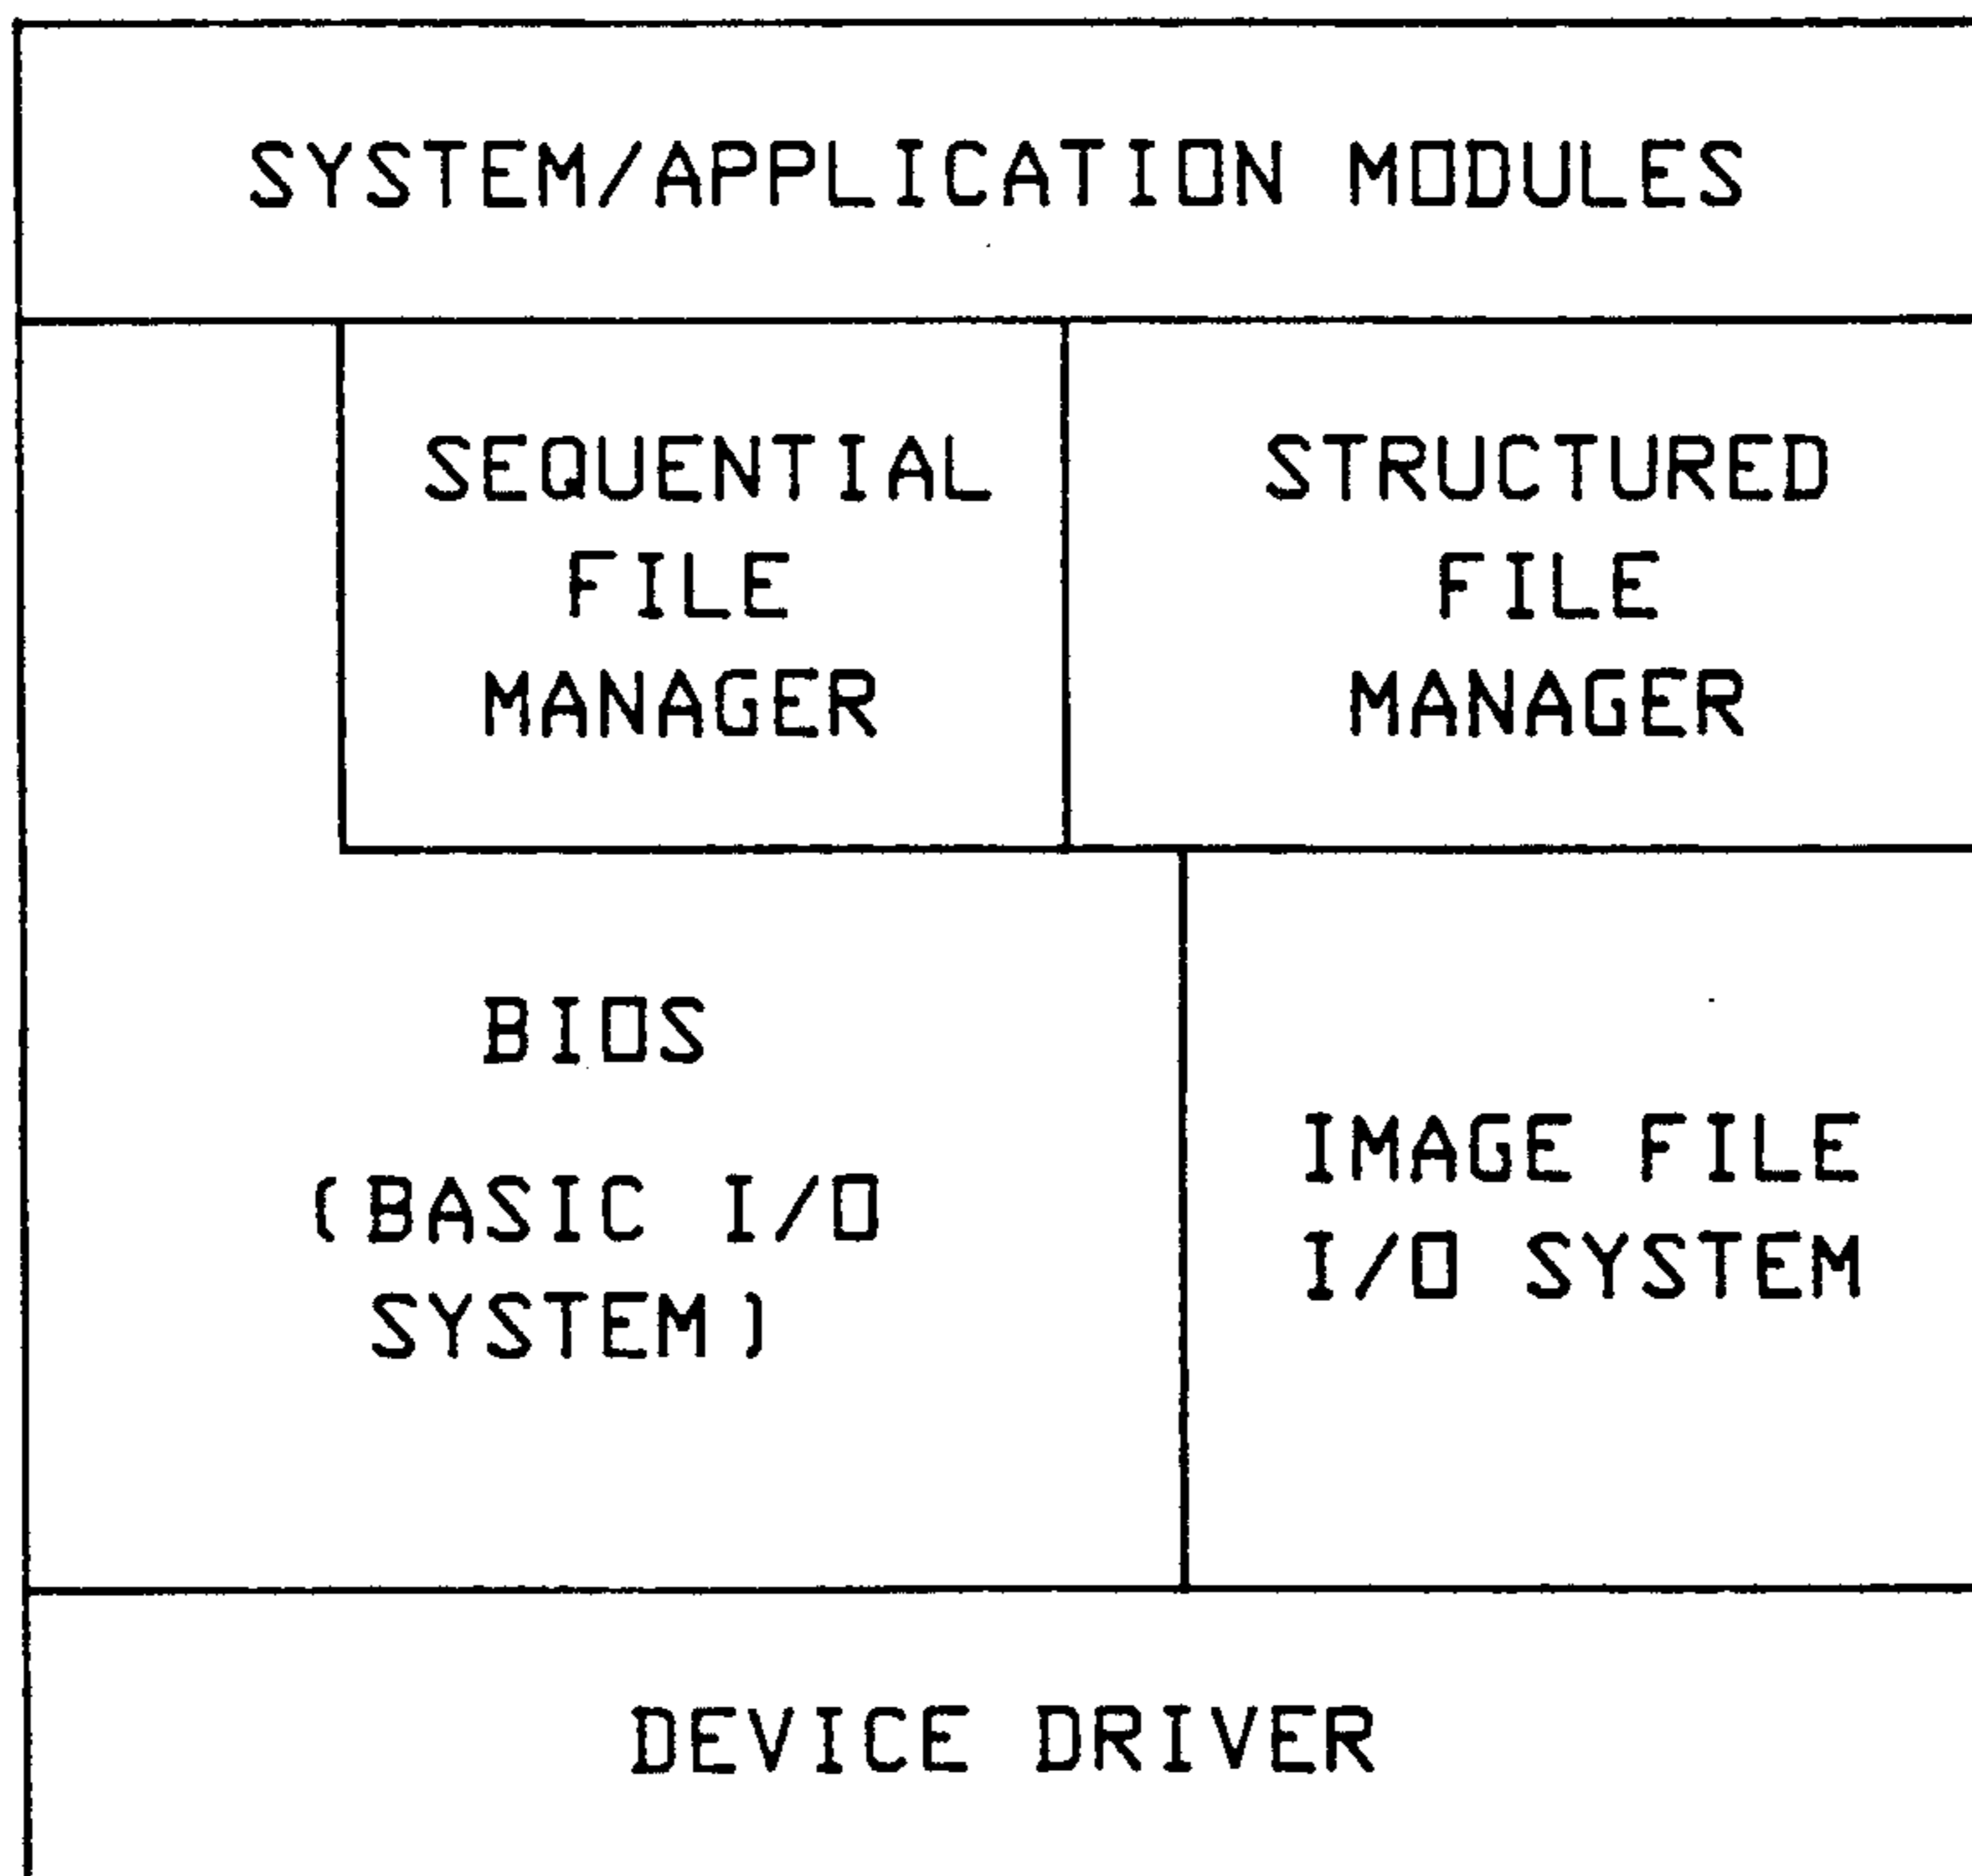 SYSTEM/APPLICATION MODULES
SEQUENTIAL
FILE
MANAGER
STRUCTURED
FILE
MANAGER
BIOS
(BASIC I/O
SYSTEM)
IMAGE FILE
I/O SYSTEM
DEVICE DRIVER